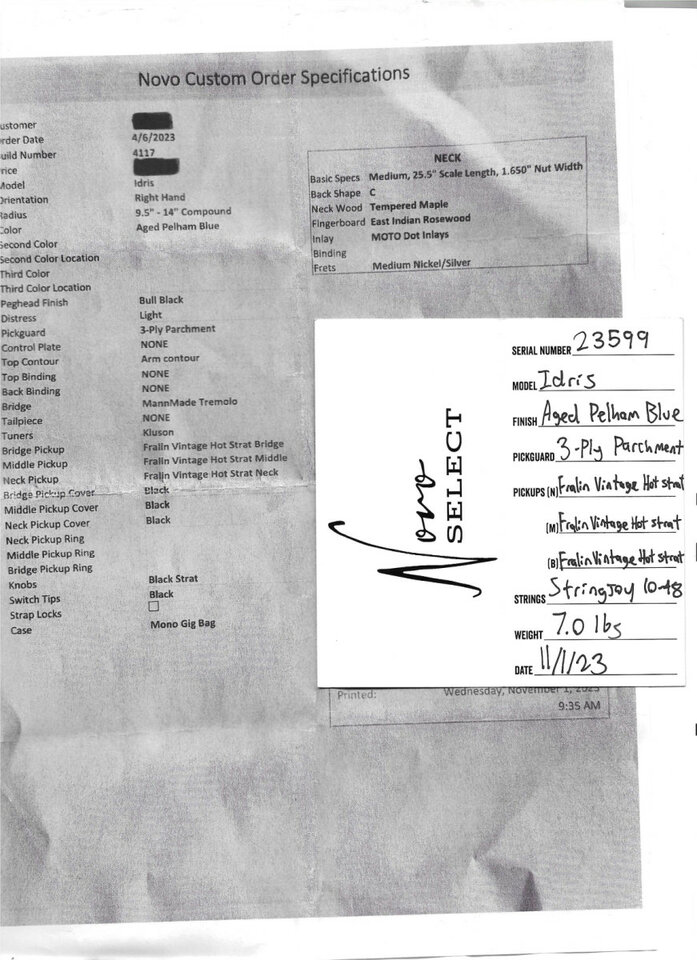 Novo Custom Order Specifications
ustomer
rder Date 4/6/2023
uild Number 4117
rice
Model Idris
Orientation Right Hand
Radius 9.5" - 14" Compound
Color Aged Pelham Blue
Second Color
Second Color Location
Third Color
Third Color Location
Peghead Finish Bull Black
Distress Light
Pickguard 3-Ply Parchment
Control Plate NONE
Top Contour Arm contour
Top Binding NONE
Back Binding NONE
Bridge MannMade Tremolo
Tailpiece NONE
Tuners Kluson
Bridge Pickup Fralin Vintage Hot Strat Bridge
Middle Pickup Fralin Vintage Hot Strat Middle
Neck Pickup Fralin Vintage Hot Strat Neck
Bridge Pickup Cover Black
Middle Pickup Cover Black
Neck Pickup Cover Black
Neck Pickup Ring
Middle Pickup Ring
Bridge Pickup Ring
Knobs Black Strat
Switch Tips Black
Strap Locks
Case Mono Gig Bag
NECK
Basic Specs Medium, 25.5" Scale Length, 1.650" Nut Width
Back Shape C
Neck Wood Tempered Maple
Fingerboard East Indian Rosewood
Inlay MOTO Dot Inlays
Binding
Frets Medium Nickel/Silver
Novo
SELECT
SERIAL NUMBER 23599
MODEL Idris
FINISH Aged Pelham Blue
PICKGUARD 3-Ply Parchment
PICKUPS (N) Fralin Vintage Hot strat
(M) Fralin Vintage Hot strat
(B) Fralin Vintage Hot strat
STRINGS Stringjoy 10-48
WEIGHT 7.0 lbs
DATE 11/1/23
Printed: Wednesday, November 1, 2023
9:35 AM